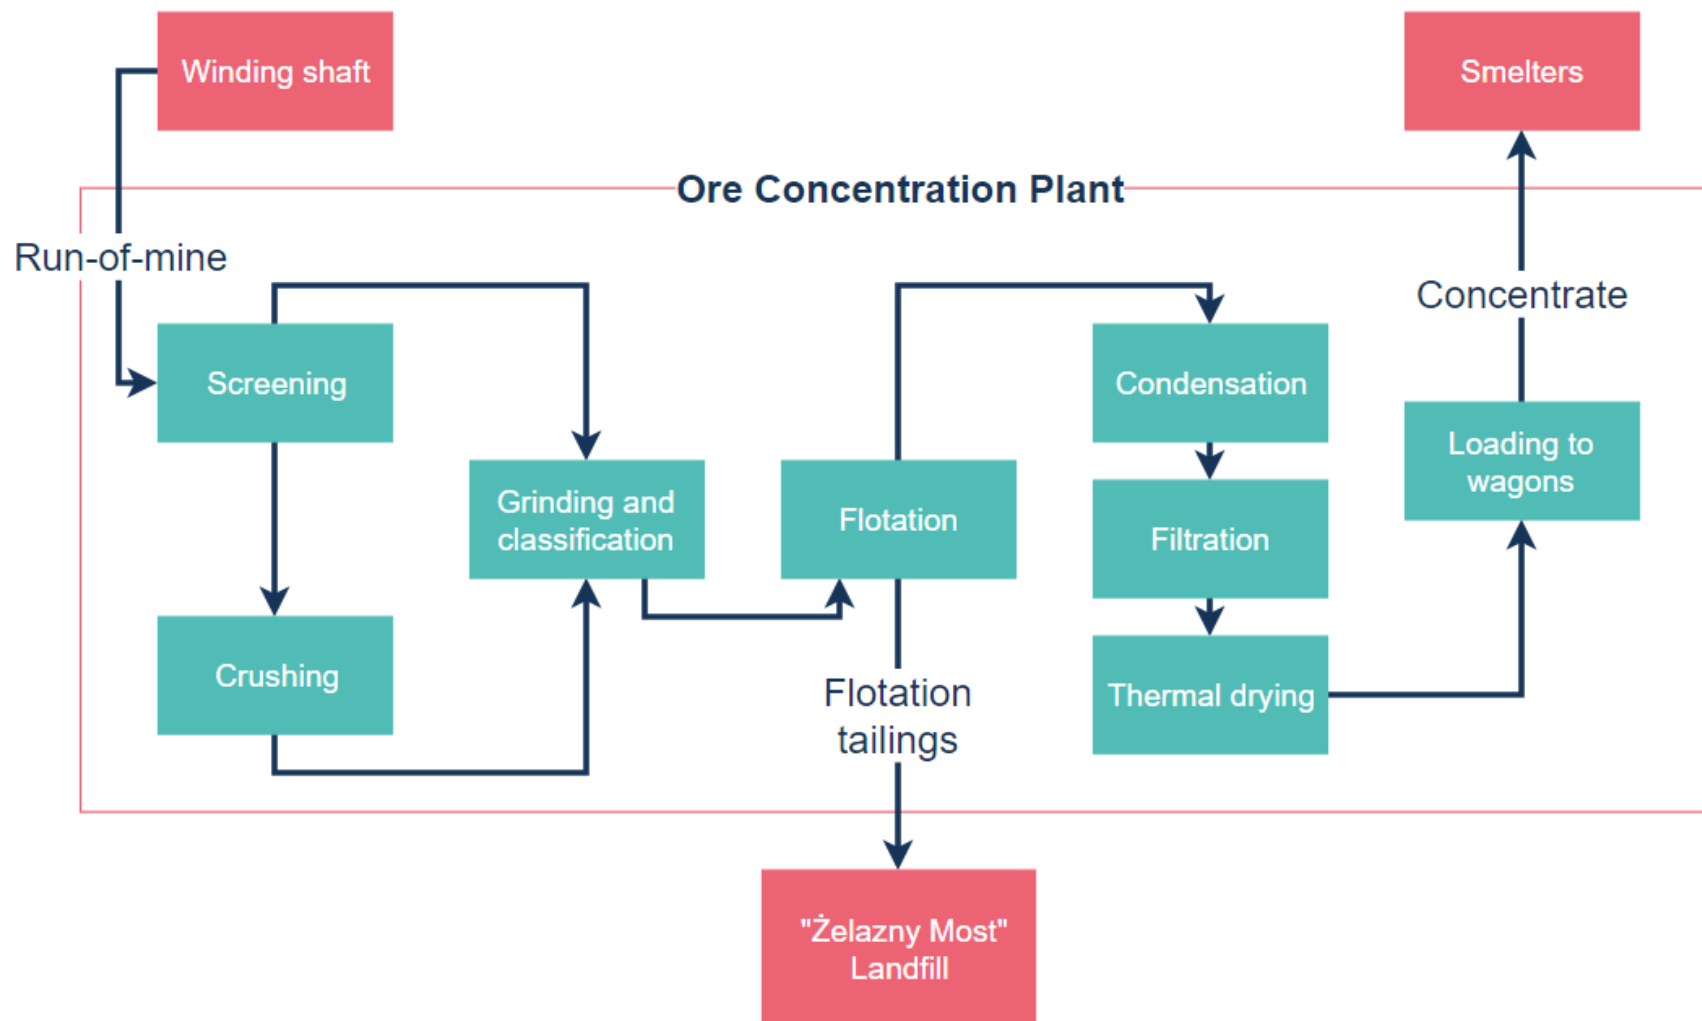 Winding shaft
Smelters
Ore Concentration Plant
Run-of-mine
Concentrate
Screening
Condensation
Loading to
wagons
Grinding and
classification
Flotation
Filtration
Crushing
Flotation
tailings
Thermal drying
"Żelazny Most"
Landfill